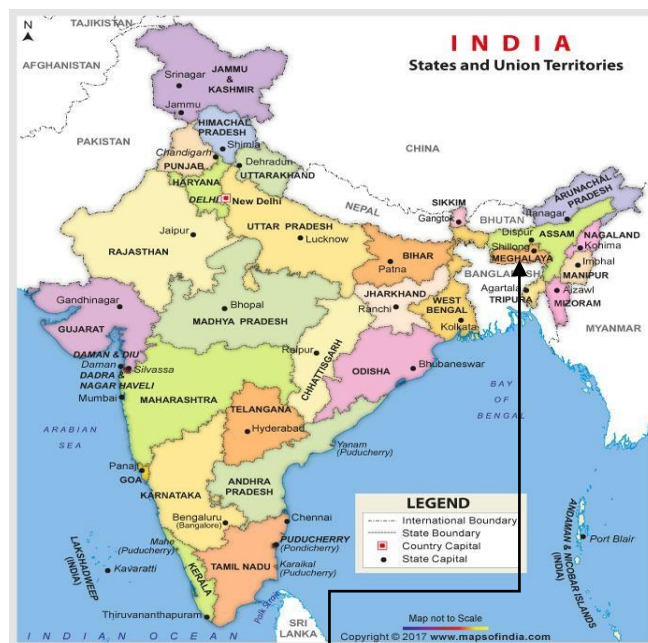 N
TAJIKISTAN
INDIA
States and Union Territories
AFGHANISTAN
Srinagar
JAMMU
&
KASHMIR
Jammu
HIMACHAL
PRADESH
Shimla
PAKISTAN
Chandigarh
PUNJAB
Dehradun
UTTARAKHAND
CHINA
HARYANA
DELHI
New Delhi
NEPAL
SIKKIM
Gangtok
BHUTAN
ARUNACHAL
PRADESH
Itanagar
Jaipur
RAJASTHAN
UTTAR PRADESH
Lucknow
BIHAR
Patna
Dispur
ASSAM
NAGALAND
Kohima
Shillong
MEGHALAYA
Imphal
MANIPUR
BANGLADESH
Agartala
TRIPURA
Aizawl
MIZORAM
MYANMAR
Gandhinagar
GUJARAT
Bhopal
MADHYA PRADESH
JHARKHAND
Ranchi
WEST
BENGAL
Kolkata
Raipur
CHHATTISGARH
DAMAN & DIU
Daman
Silvassa
DADRA &
NAGAR HAVELI
Mumbai
MAHARASHTRA
ODISHA
Bhubaneswar
TELANGANA
Hyderabad
BAY
OF
BENGAL
ARABIAN
SEA
Yanam
(Puducherry)
Panaji
GOA
KARNATAKA
ANDHRA
PRADESH
Bengaluru
(Bangalore)
Chennai
LEGEND
International Boundary
State Boundary
Country Capital
State Capital
Mahe
(Puducherry)
PUDUCHERRY
(Pondicherry)
LAKSHADWEEP
(INDIA)
Kavaratti
KERALA
TAMIL NADU
Karaikal
(Puducherry)
ANDAMAN & NICOBAR ISLANDS
(INDIA)
Port Blair
Thiruvananthapuram
Palk Strait
SRI
LANKA
INDIAN OCEAN
Map not to Scale
Copyright © 2017 www.mapsofindia.com